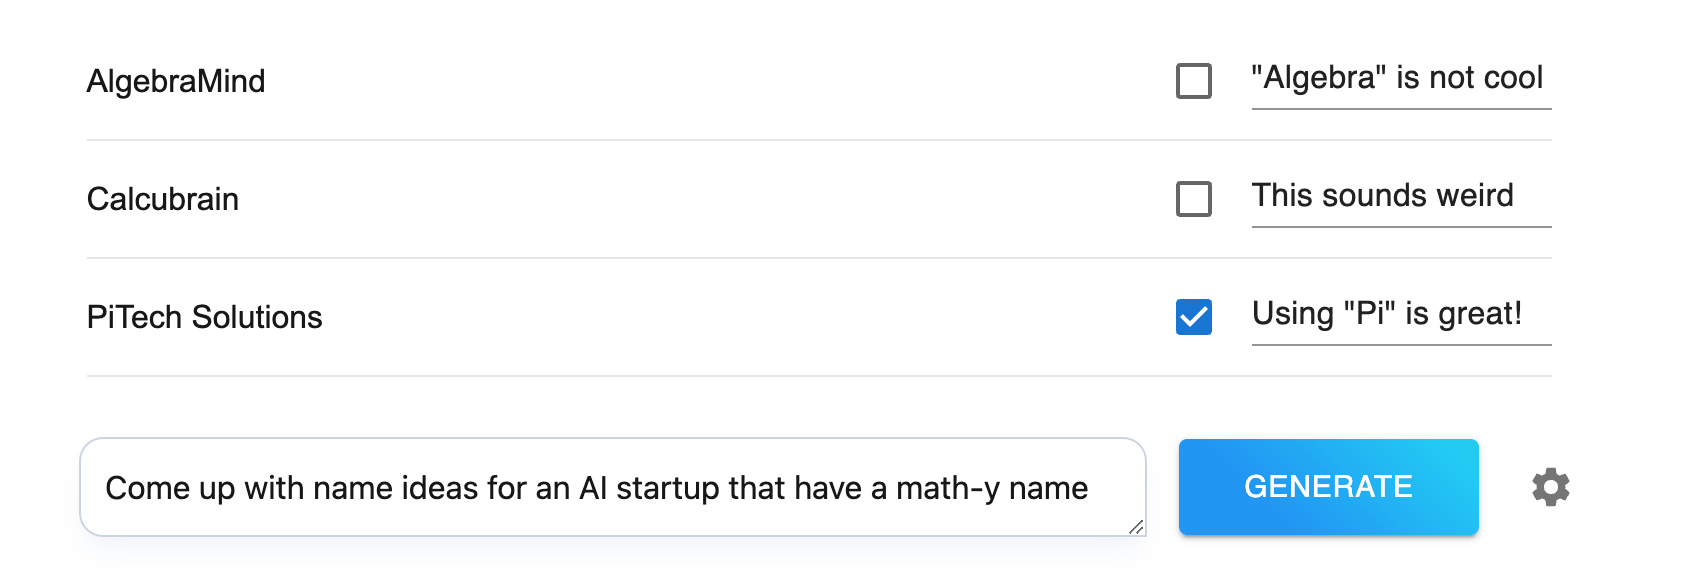 AlgebraMind
"Algebra" is not cool
Calcubrain
This sounds weird
PiTech Solutions
Using "Pi" is great!
Come up with name ideas for an AI startup that have a math-y name
GENERATE